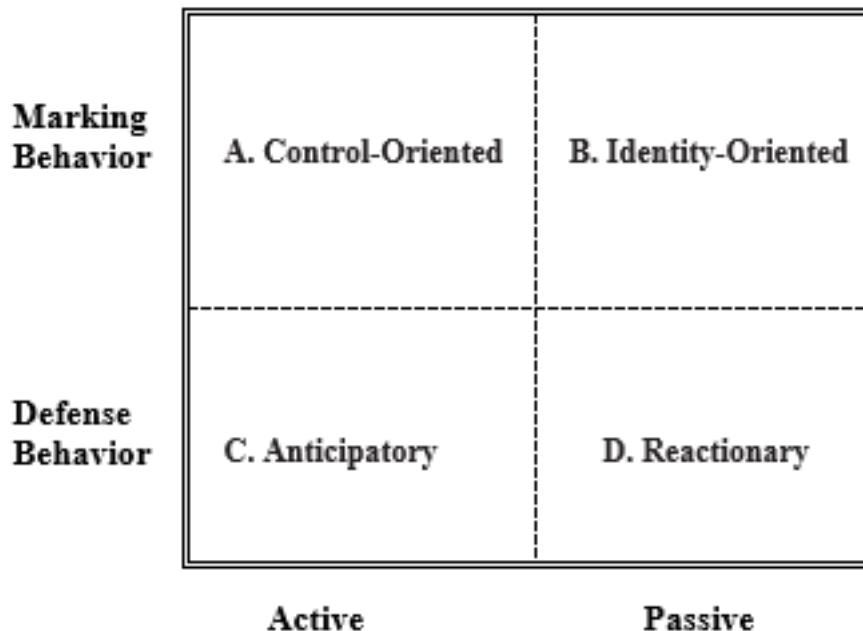 Marking
Behavior
A. Control-Oriented
B. Identity-Oriented
Defense
Behavior
C. Anticipatory
D. Reactionary
Active
Passive